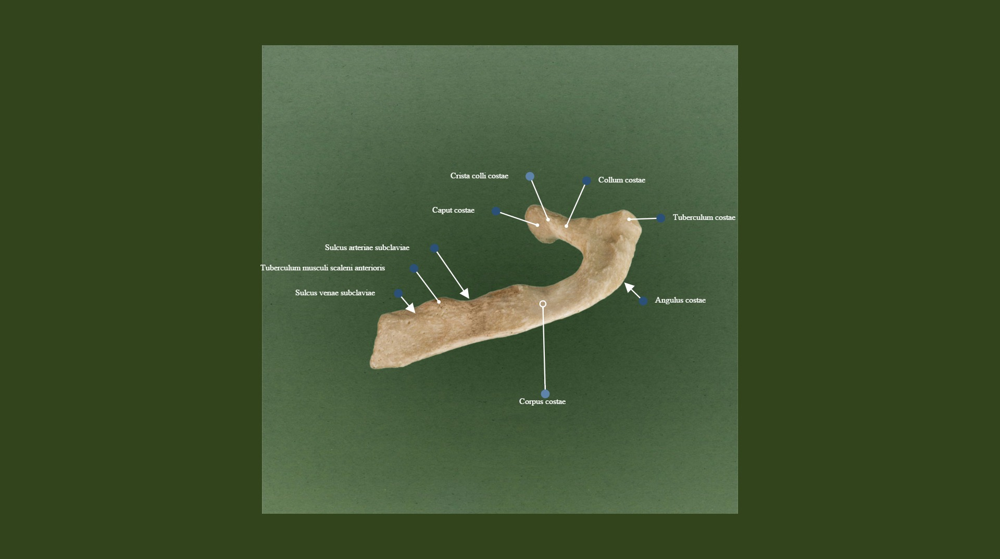 Crista colli costae
Collum costae
Caput costae
Tuberculum costae
Sulcus arteriae subclaviae
Tuberculum musculi scaleni anterioris
Sulcus venae subclaviae
Angulus costae
Corpus costae